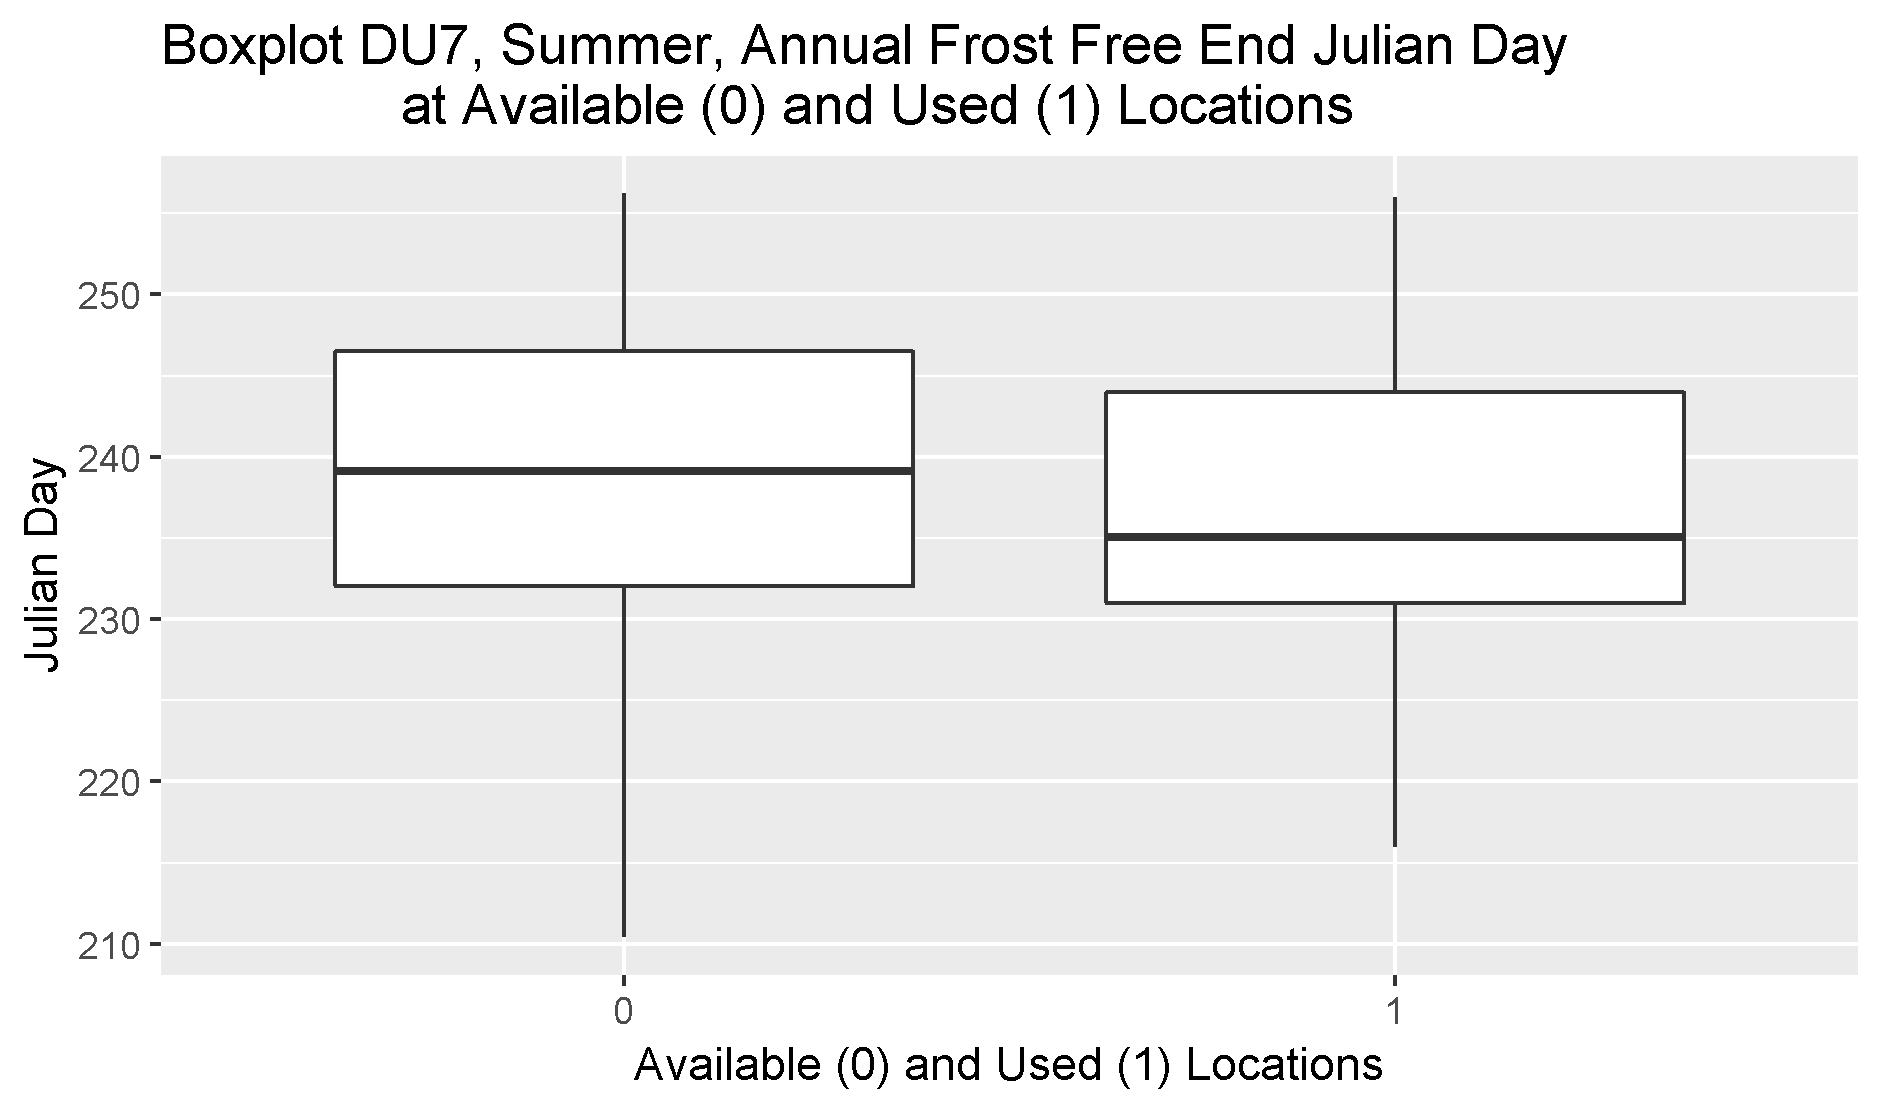 Boxplot DU7, Summer, Annual Frost Free End Julian Day
at Available (0) and Used (1) Locations
Julian Day
250
240
230
220
210
0
1
Available (0) and Used (1) Locations